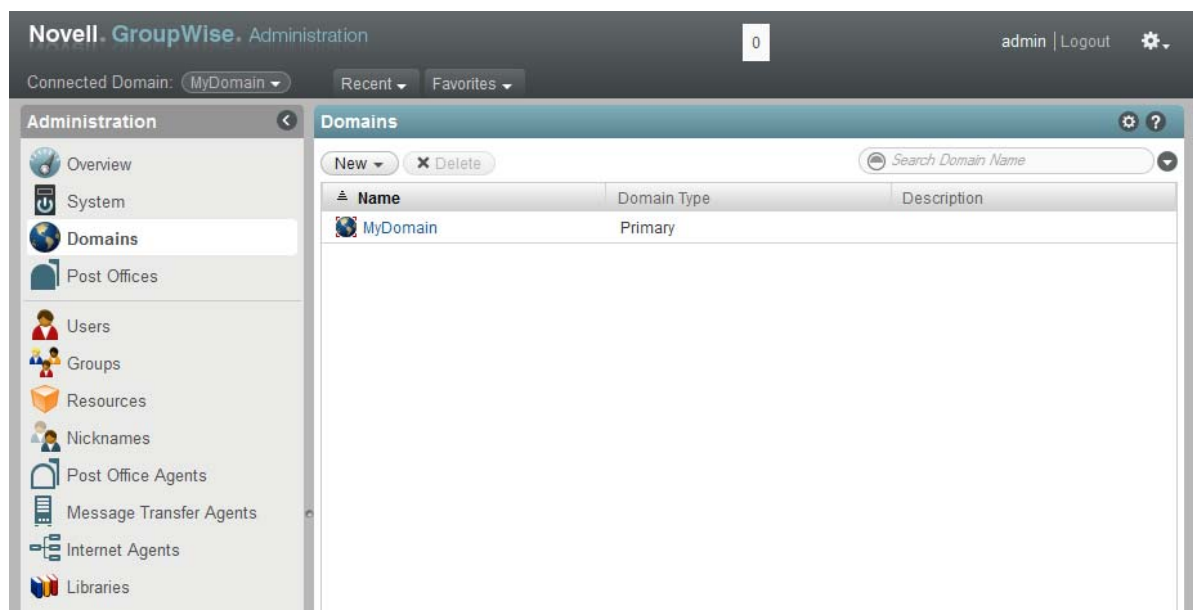 Novell. GroupWise. Administration
0
admin | Logout
Connected Domain: MyDomain
Recent
Favorites
Administration
Overview
System
Domains
Post Offices
Users
Groups
Resources
Nicknames
Post Office Agents
Message Transfer Agents
Internet Agents
Libraries
Domains
New
Delete
Search Domain Name
Name Domain Type Description
MyDomain Primary